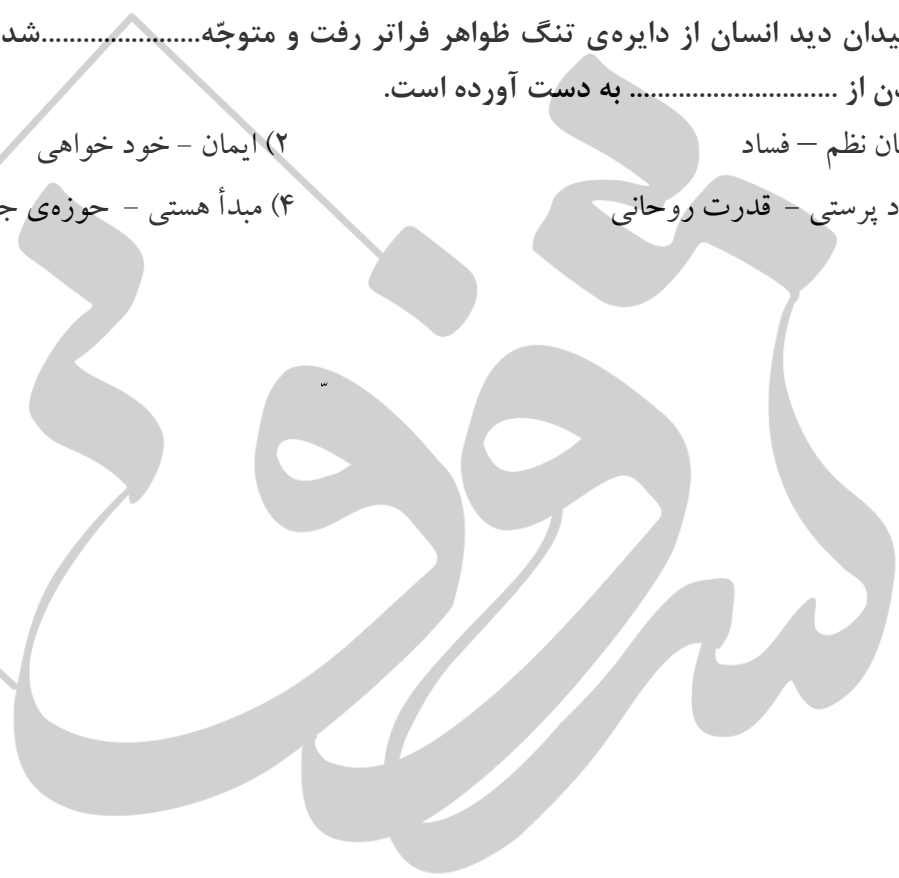 یدان دید انسان از دایره‌ی تنگ ظواهر فراتر رفت و متوجّه......................شد
دن از ............................. به دست آورده است.
ان نظم – فساد ۲) ایمان - خود خواهی
د پرستی - قدرت روحانی ۴) مبدأ هستی - حوزه‌ی ج